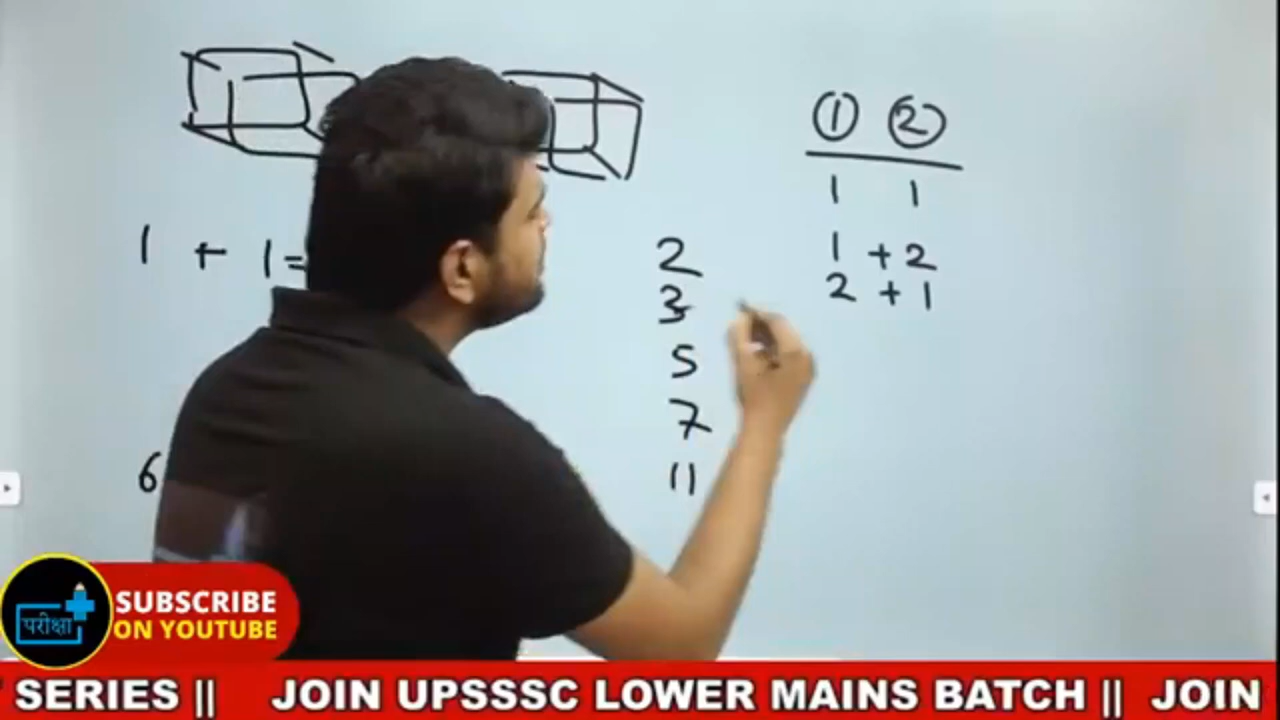 ① ②
1 1
1 + 1 =
2
1 + 2
3
2 + 1
5
7
11
6
परीक्षा
SUBSCRIBE
ON YOUTUBE
SERIES || JOIN UPSSSC LOWER MAINS BATCH || JOIN